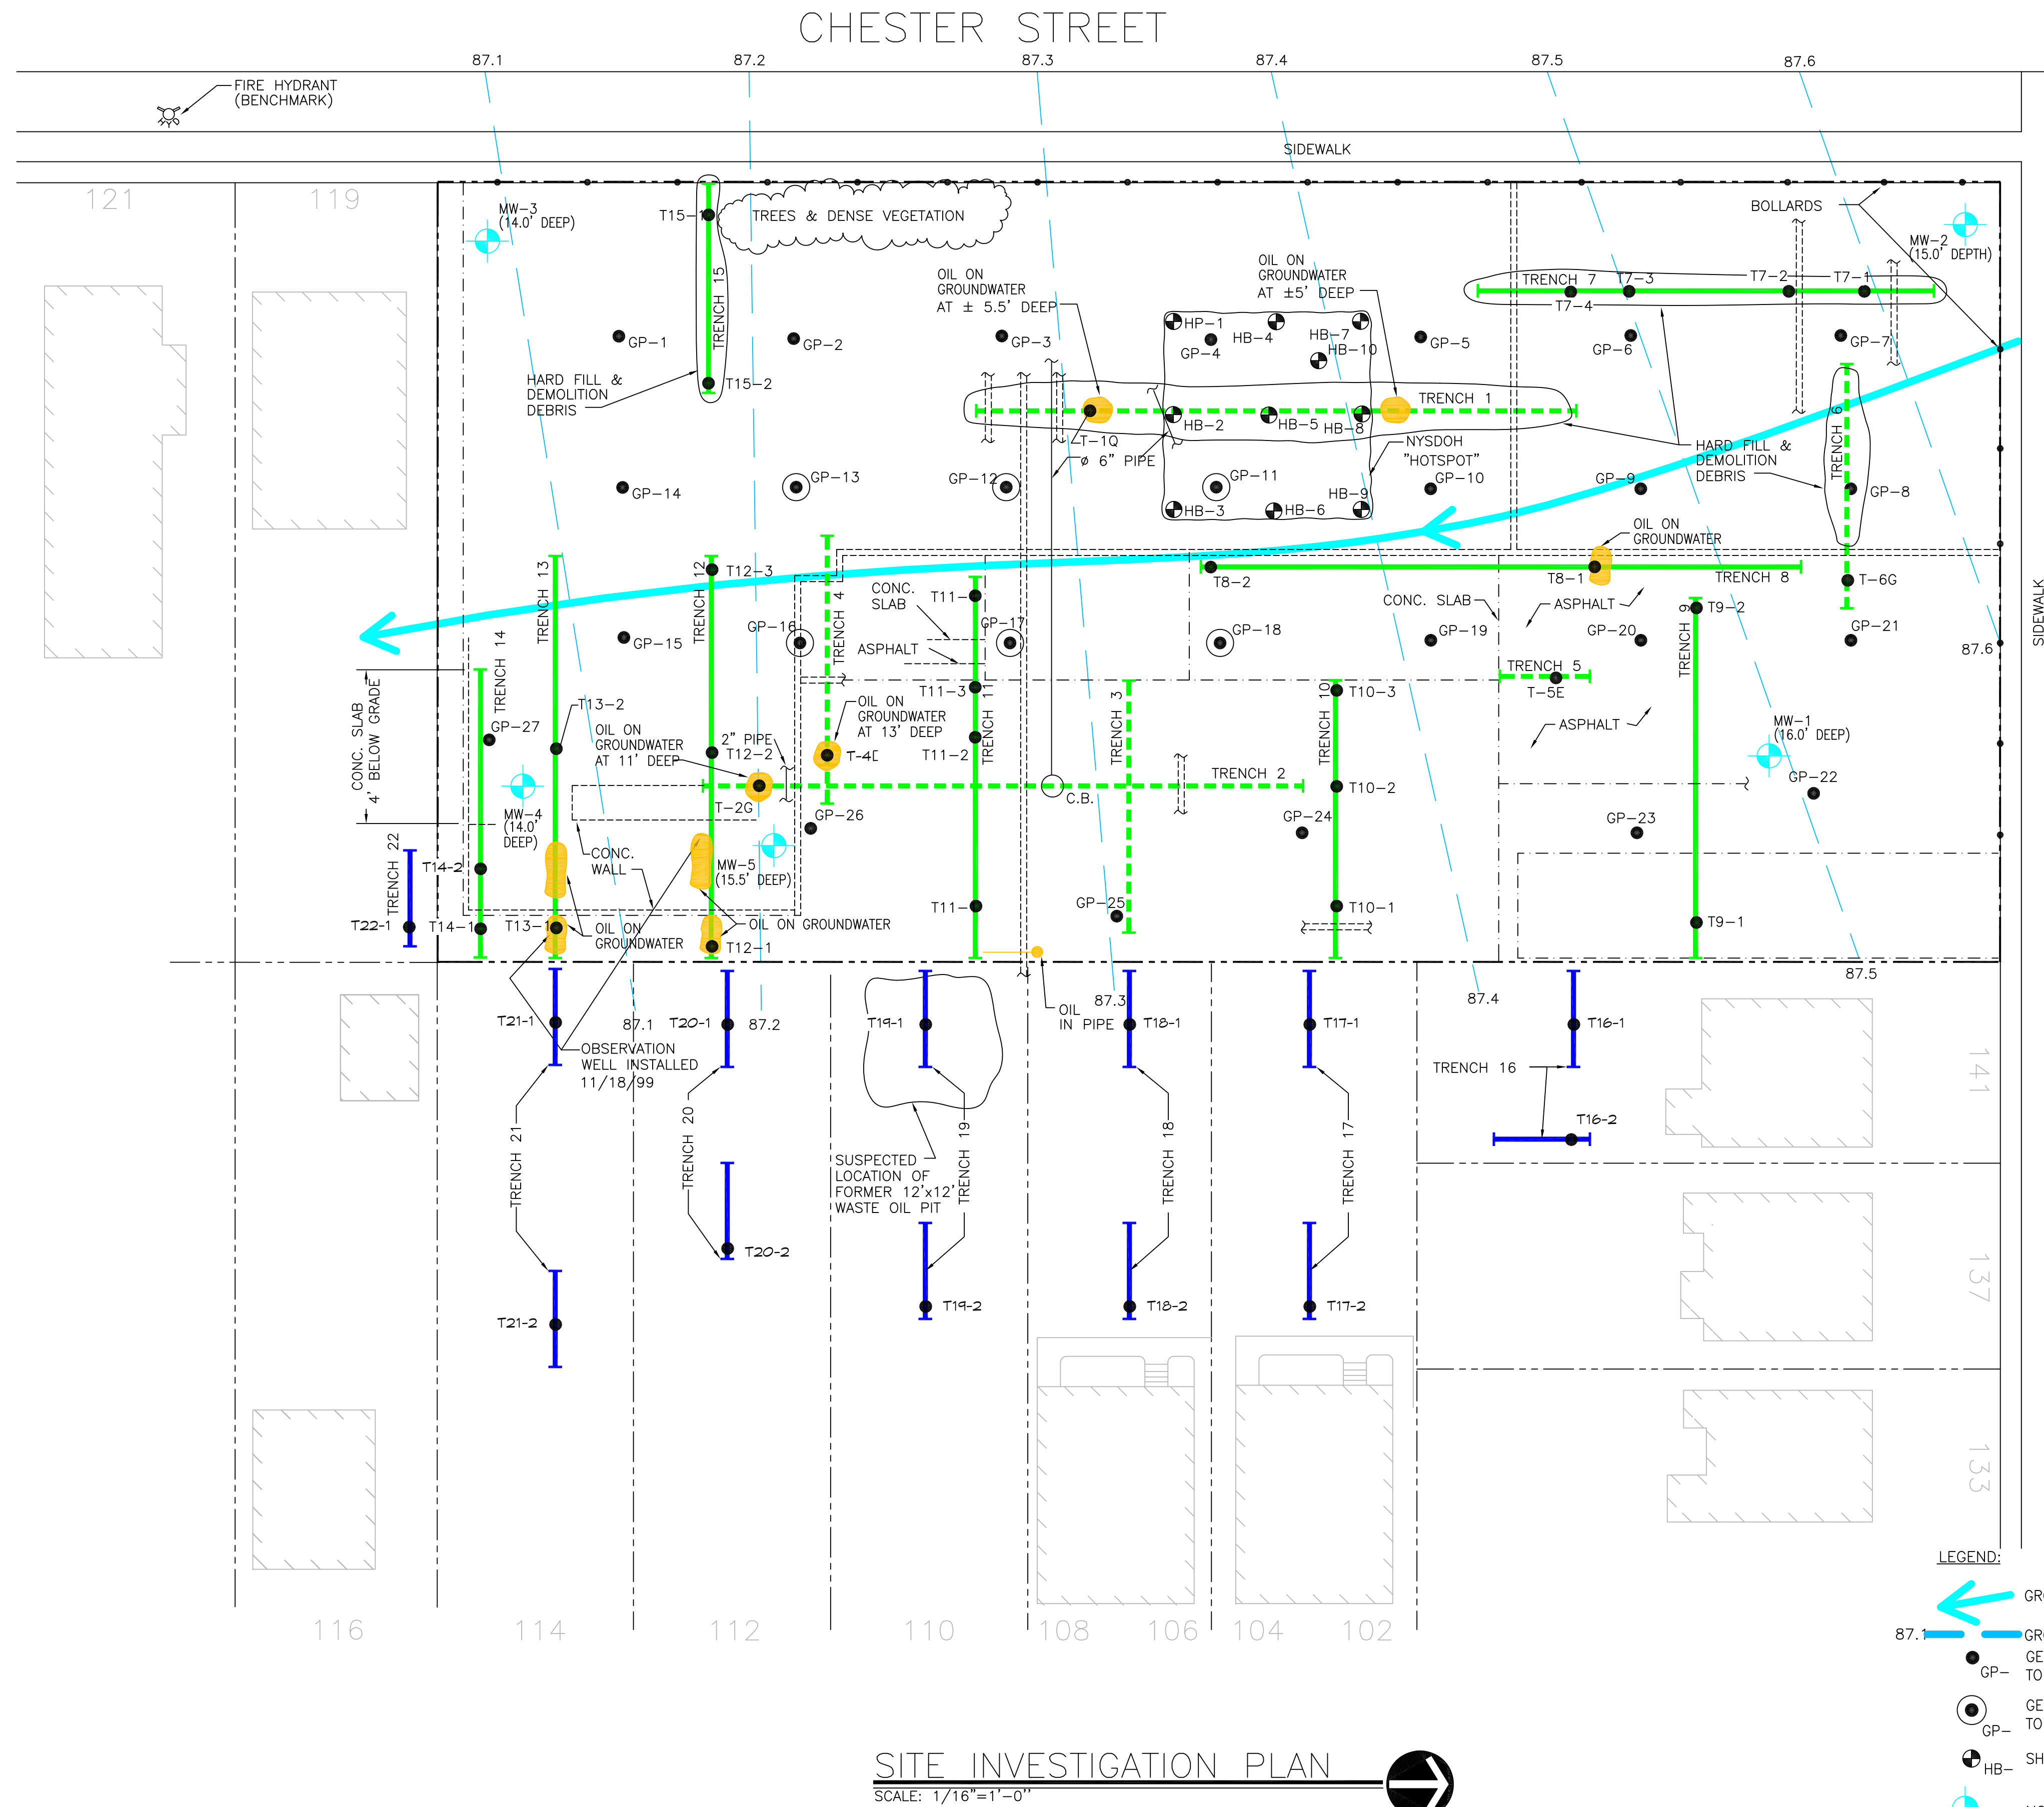 CHESTER STREET
87.1
87.2
87.3
87.4
87.5
87.6
FIRE HYDRANT
(BENCHMARK)
SIDEWALK
121
119
MW-3
(14.0' DEEP)
T15-1
TREES & DENSE VEGETATION
BOLLARDS
MW-2
(15.0' DEPTH)
OIL ON
GROUNDWATER
AT ± 5.5' DEEP
OIL ON
GROUNDWATER
AT ±5' DEEP
TRENCH 15
TRENCH 7
T7-3
T7-2
T7-1
T7-4
HP-1
HB-4
HB-7
GP-1
GP-2
GP-3
GP-4
HB-10
GP-5
GP-6
GP-7
HARD FILL &
DEMOLITION
DEBRIS
T15-2
TRENCH 1
HB-2
HB-5
HB-8
T-1Q
ø 6" PIPE
NYSDOH
"HOTSPOT"
HARD FILL &
DEMOLITION
DEBRIS
TRENCH 6
GP-14
GP-13
GP-12
GP-11
GP-10
GP-9
GP-8
HB-3
HB-6
HB-9
OIL ON
GROUNDWATER
TRENCH 13
TRENCH 12
T12-3
TRENCH 4
CONC.
SLAB
T11-
T8-2
T8-1
TRENCH 8
T-6G
CONC. SLAB
ASPHALT
TRENCH 9
T9-2
SIDEWALK
TRENCH 14
GP-15
GP-16
ASPHALT
GP-17
GP-18
GP-19
GP-20
GP-21
87.6
CONC. SLAB
4' BELOW GRADE
T13-2
T11-3
TRENCH 11
TRENCH 3
TRENCH 10
T10-3
TRENCH 5
T-5E
GP-27
OIL ON
GROUNDWATER
AT 11' DEEP
2" PIPE
T12-2
OIL ON
GROUNDWATER
AT 13' DEEP
T-4D
T11-2
ASPHALT
MW-1
(16.0' DEEP)
TRENCH 2
T-2G
C.B.
T10-2
GP-22
MW-4
(14.0'
DEEP)
GP-26
GP-24
GP-23
TRENCH 22
T14-2
CONC.
WALL
MW-5
(15.5' DEEP)
T22-1
T14-1
T13-1
OIL ON
GROUNDWATER
OIL ON GROUNDWATER
T12-1
T11-
GP-25
T10-1
T9-1
87.5
T21-1
87.1
T20-1
87.2
T19-1
OIL
IN PIPE
87.3
T18-1
T17-1
87.4
T16-1
OBSERVATION
WELL INSTALLED
11/18/99
TRENCH 16
141
TRENCH 21
TRENCH 20
SUSPECTED
LOCATION OF
FORMER 12'x12'
WASTE OIL PIT
TRENCH 19
TRENCH 18
TRENCH 17
T16-2
T20-2
T21-2
T19-2
T18-2
T17-2
137
133
116
114
112
110
108
106
104
102
LEGEND:
GRO
87.1
GRO
GP-
GE
TO
GP-
GE
TO
HB-
SH
SITE INVESTIGATION PLAN
SCALE: 1/16"=1'-0"